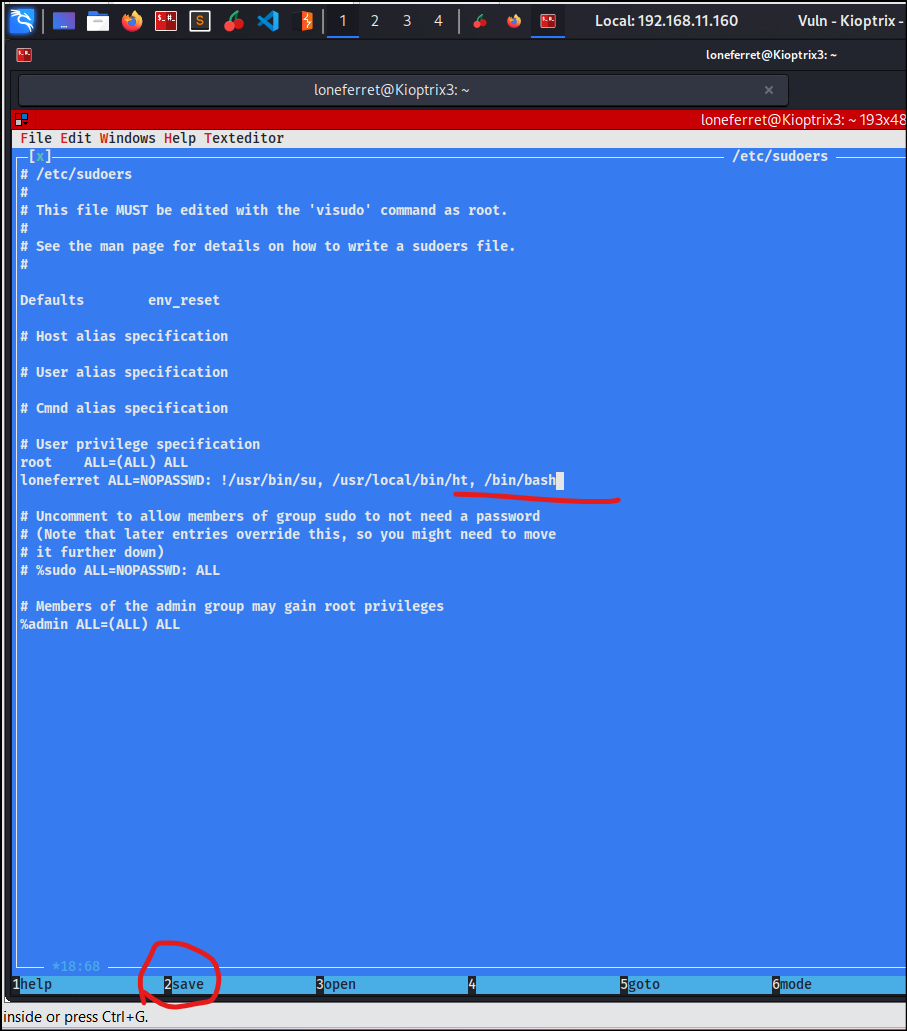 1 2 3 4 Local: 192.168.11.160 Vuln - Kioptrix -
loneferret@Kioptrix3: ~
loneferret@Kioptrix3: ~ ×
loneferret@Kioptrix3: ~ 193x48
File Edit Windows Help Texteditor
[x] /etc/sudoers
# /etc/sudoers
#
# This file MUST be edited with the 'visudo' command as root.
#
# See the man page for details on how to write a sudoers file.
#
Defaults env_reset
# Host alias specification
# User alias specification
# Cmnd alias specification
# User privilege specification
root ALL=(ALL) ALL
loneferret ALL=NOPASSWD: !/usr/bin/su, /usr/local/bin/ht, /bin/bash
# Uncomment to allow members of group sudo to not need a password
# (Note that later entries override this, so you might need to move
# it further down)
# %sudo ALL=NOPASSWD: ALL
# Members of the admin group may gain root privileges
%admin ALL=(ALL) ALL
*18:68
1help 2save 3open 4 5goto 6mode
inside or press Ctrl+G.